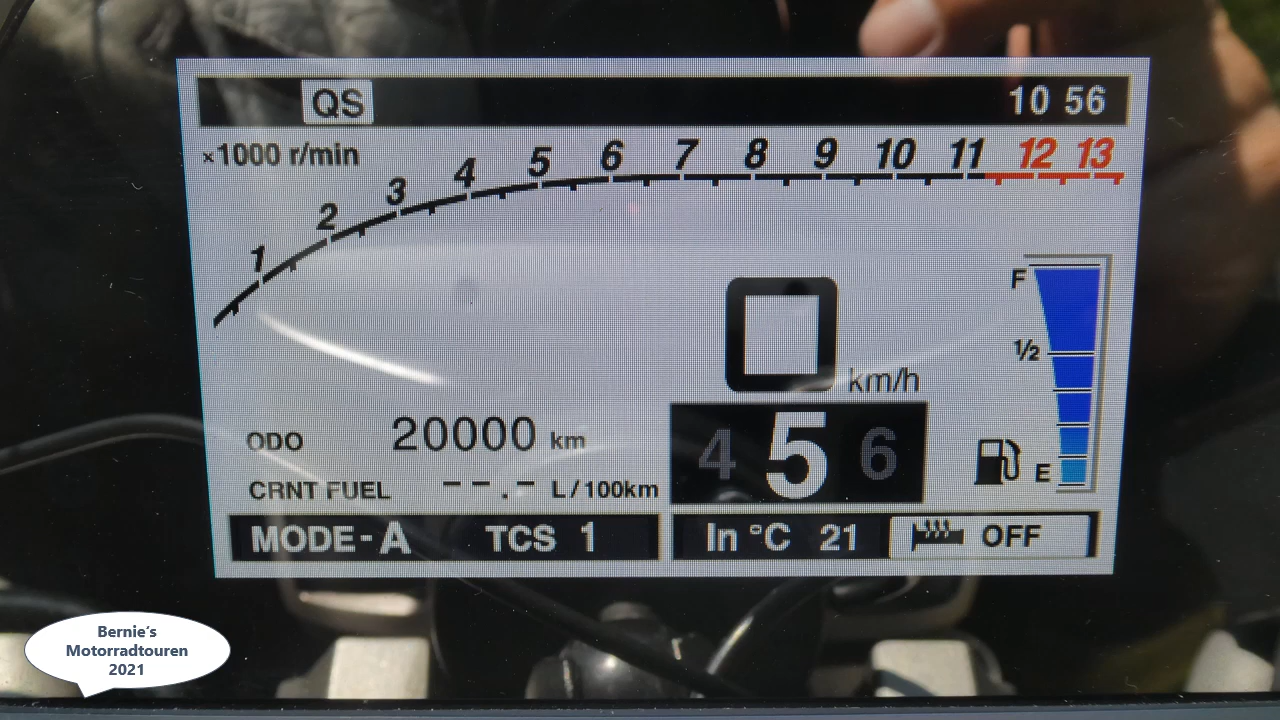 QS
10 56
×1000 r/min
1 2 3 4 5 6 7 8 9 10 11 12 13
F
1/2
E
0 km/h
4 5 6
ODO 20000 km
CRNT FUEL --.- L/100km
MODE-A TCS 1
In °C 21
OFF
Bernie's
Motorradtouren
2021